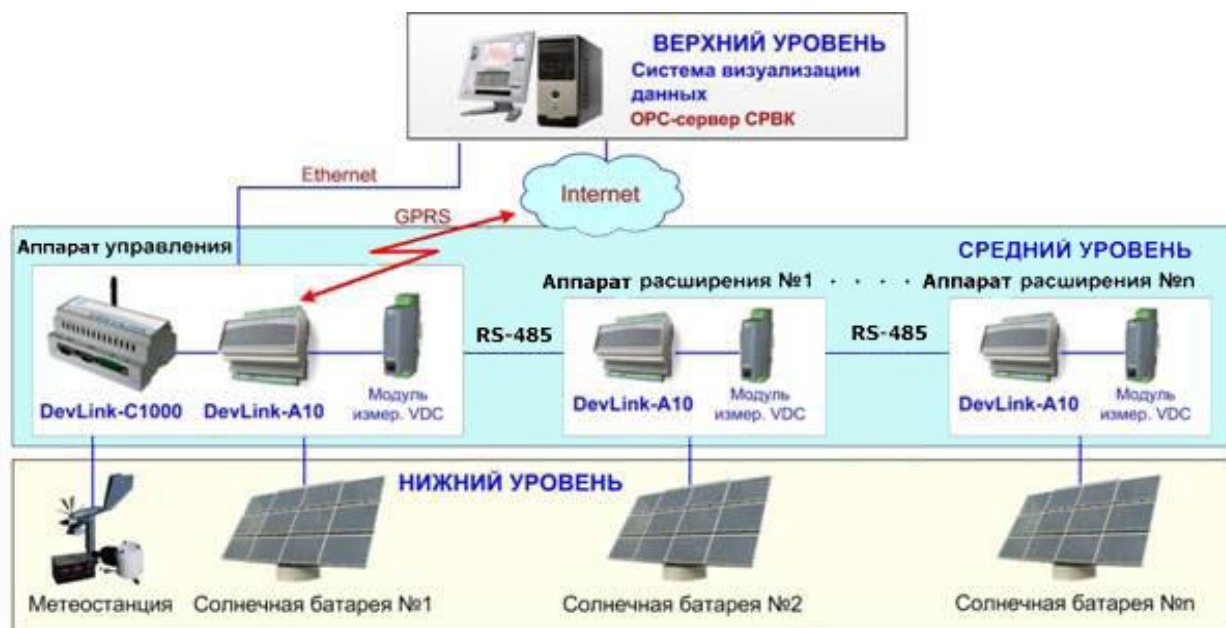 ВЕРХНИЙ УРОВЕНЬ
Система визуализации
данных
OPC-сервер СРВК
Ethernet
Internet
GPRS
Аппарат управления
СРЕДНИЙ УРОВЕНЬ
Аппарат расширения №1 · · · · Аппарат расширения №n
RS-485
RS-485
DevLink-C1000
DevLink-A10
Модуль
измер. VDC
DevLink-A10
Модуль
измер. VDC
DevLink-A10
Модуль
измер. VDC
НИЖНИЙ УРОВЕНЬ
Метеостанция
Солнечная батарея №1
Солнечная батарея №2
Солнечная батарея №n